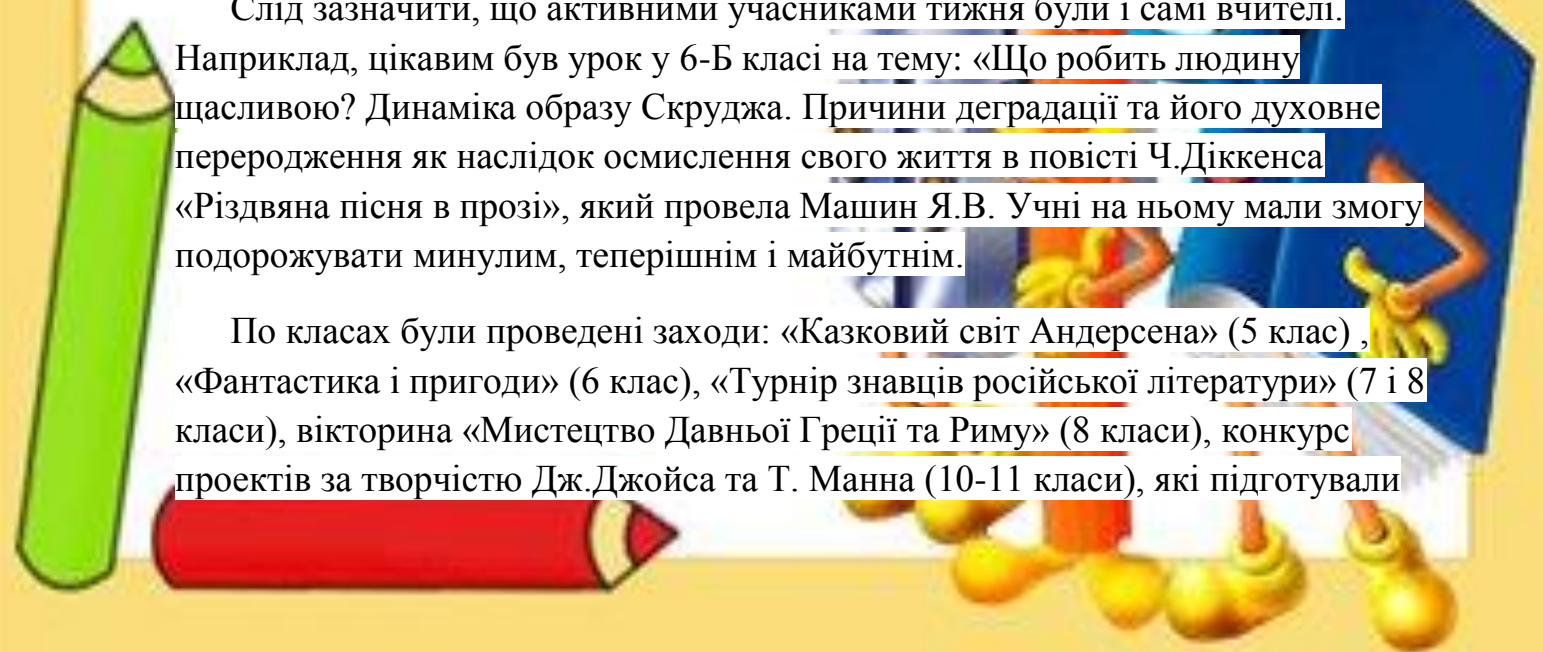 Слід зазначити, що активними учасниками тижня були і самі вчителі.
Наприклад, цікавим був урок у 6-Б класі на тему: «Що робить людину
щасливою? Динаміка образу Скруджа. Причини деградації та його духовне
переродження як наслідок осмислення свого життя в повісті Ч.Діккенса
«Різдвяна пісня в прозі», який провела Машин Я.В. Учні на ньому мали змогу
подорожувати минулим, теперішнім і майбутнім.
По класах були проведені заходи: «Казковий світ Андерсена» (5 клас) ,
«Фантастика і пригоди» (6 клас), «Турнір знавців російської літератури» (7 і 8
класи), вікторина «Мистецтво Давньої Греції та Риму» (8 класи), конкурс
проектів за творчістю Дж.Джойса та Т. Манна (10-11 класи), які підготували